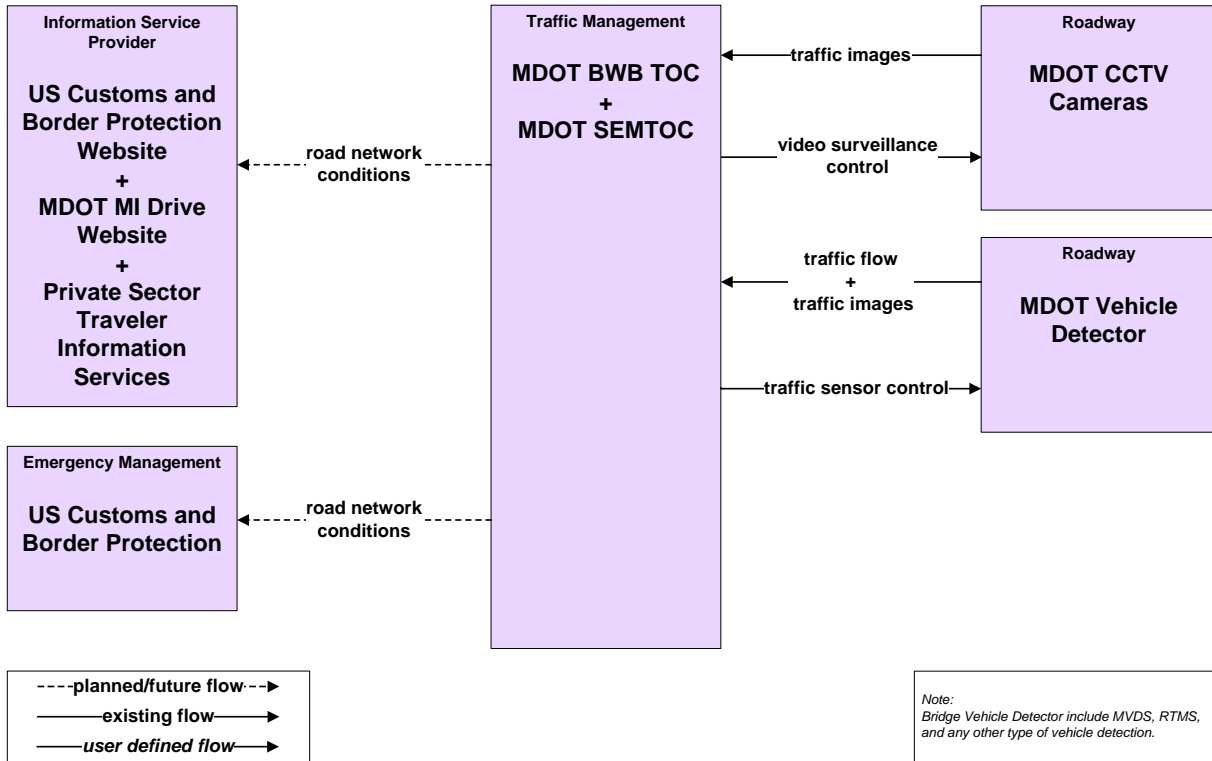 Information Service
Provider
US Customs and
Border Protection
Website
+
MDOT MI Drive
Website
+
Private Sector
Traveler
Information
Services
Emergency Management
US Customs and
Border Protection
road network
conditions
road network
conditions
Traffic Management
MDOT BWB TOC
+
MDOT SEMTOC
traffic images
video surveillance
control
traffic flow
+
traffic images
traffic sensor control
Roadway
MDOT CCTV
Cameras
Roadway
MDOT Vehicle
Detector
planned/future flow
existing flow
user defined flow
Note:
Bridge Vehicle Detector include MVDS, RTMS,
and any other type of vehicle detection.